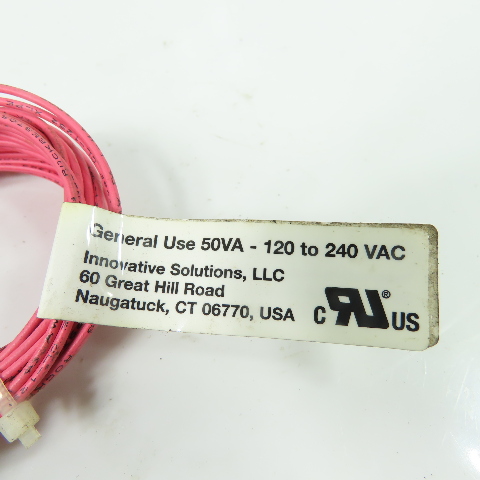 General Use 50VA - 120 to 240 VAC
Innovative Solutions, LLC
60 Great Hill Road
Naugatuck, CT 06770, USA
C RU® US